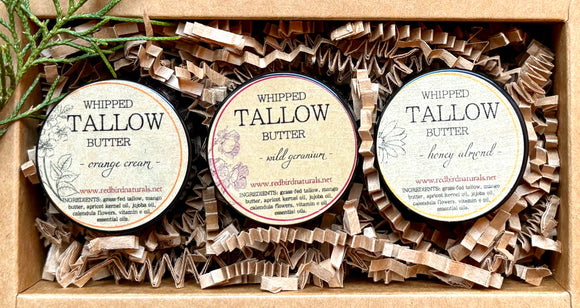 WHIPPED
TALLOW
BUTTER
- orange cream -
www.redbirdnaturals.net
INGREDIENTS: grass-fed tallow, mango
butter, apricot kernel oil, jojoba oil,
calendula flowers, vitamin e oil,
essential oils.
WHIPPED
TALLOW
BUTTER
- wild geranium -
www.redbirdnaturals.net
INGREDIENTS: grass-fed tallow, mango
butter, apricot kernel oil, jojoba oil,
calendula flowers, vitamin e oil,
essential oils.
WHIPPED
TALLOW
BUTTER
- honey almond -
www.redbirdnaturals.net
INGREDIENTS: grass-fed tallow, mango
butter, apricot kernel oil, jojoba oil,
calendula flowers, vitamin e oil,
essential oils.